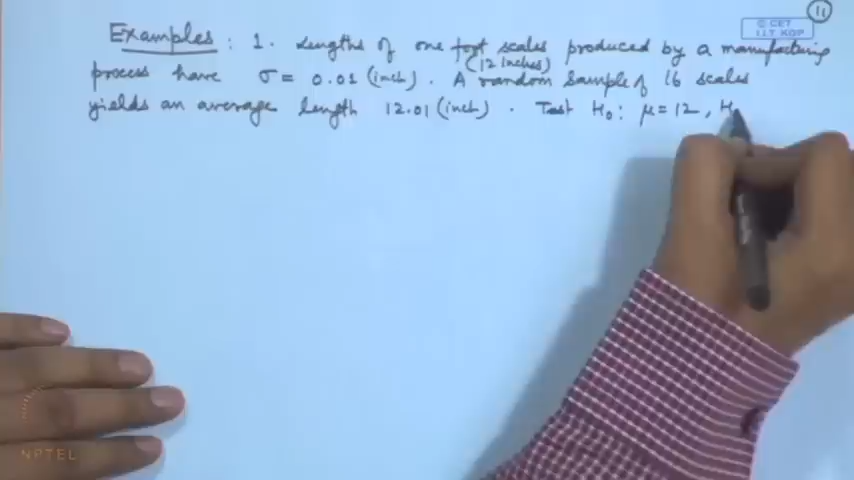 11
© CET
I.I.T. KGP
Examples : 1. Lengths of one foot scales produced by a manufacturing
(12 inches)
process have σ = 0.01 (inch). A random sample of 16 scales
yields an average length 12.01 (inch). Test H₀: μ = 12, H
NPTEL